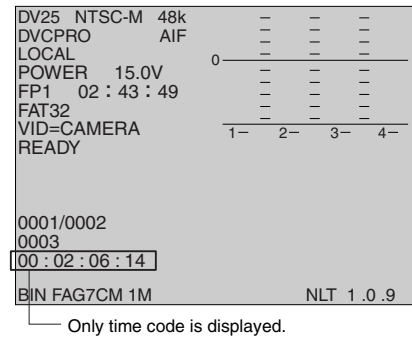 DV25 NTSC-M 48k
DVCPRO AIF
LOCAL
POWER 15.0V
0
FP1 02 : 43 : 49
FAT32
VID=CAMERA
1– 2– 3– 4–
READY
0001/0002
0003
00 : 02 : 06 : 14
BIN FAG7CM 1M NLT 1 .0 .9
Only time code is displayed.